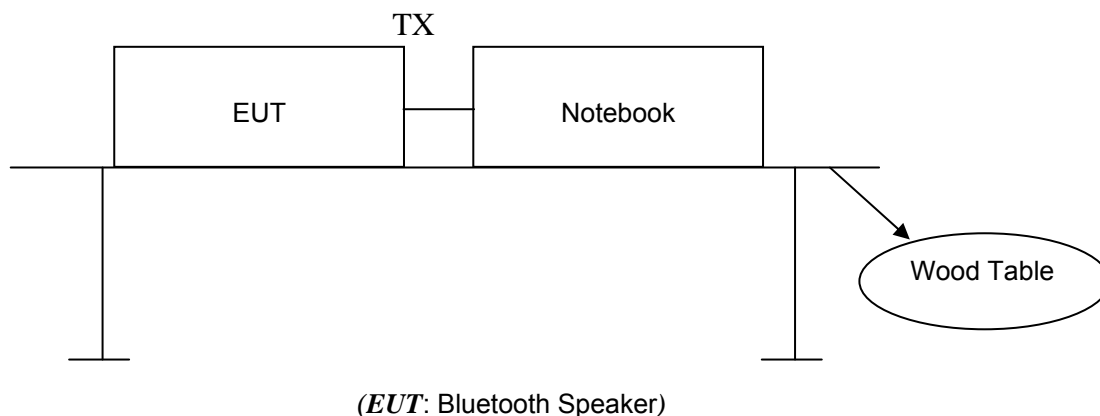 TX
EUT
Notebook
Wood Table
(EUT: Bluetooth Speaker)